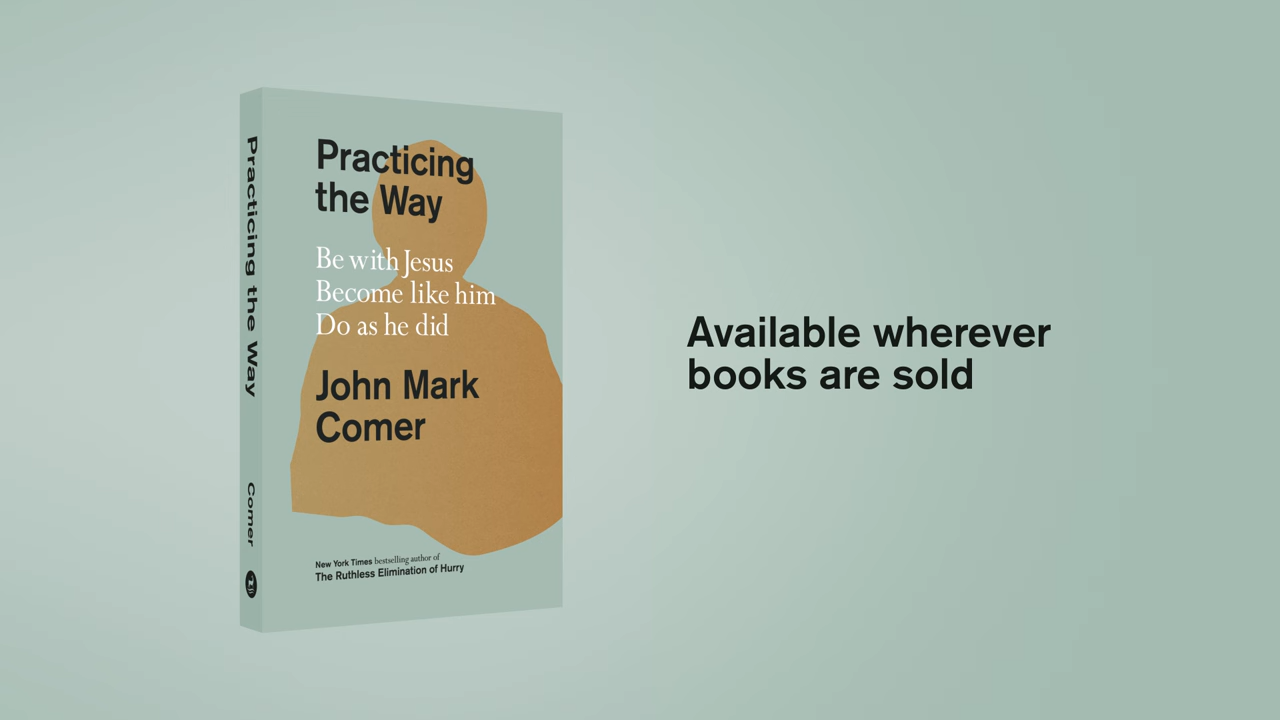 Practicing the Way
Comer
Practicing
the Way
Be with Jesus
Become like him
Do as he did
John Mark
Comer
New York Times bestselling author of
The Ruthless Elimination of Hurry
Available wherever
books are sold